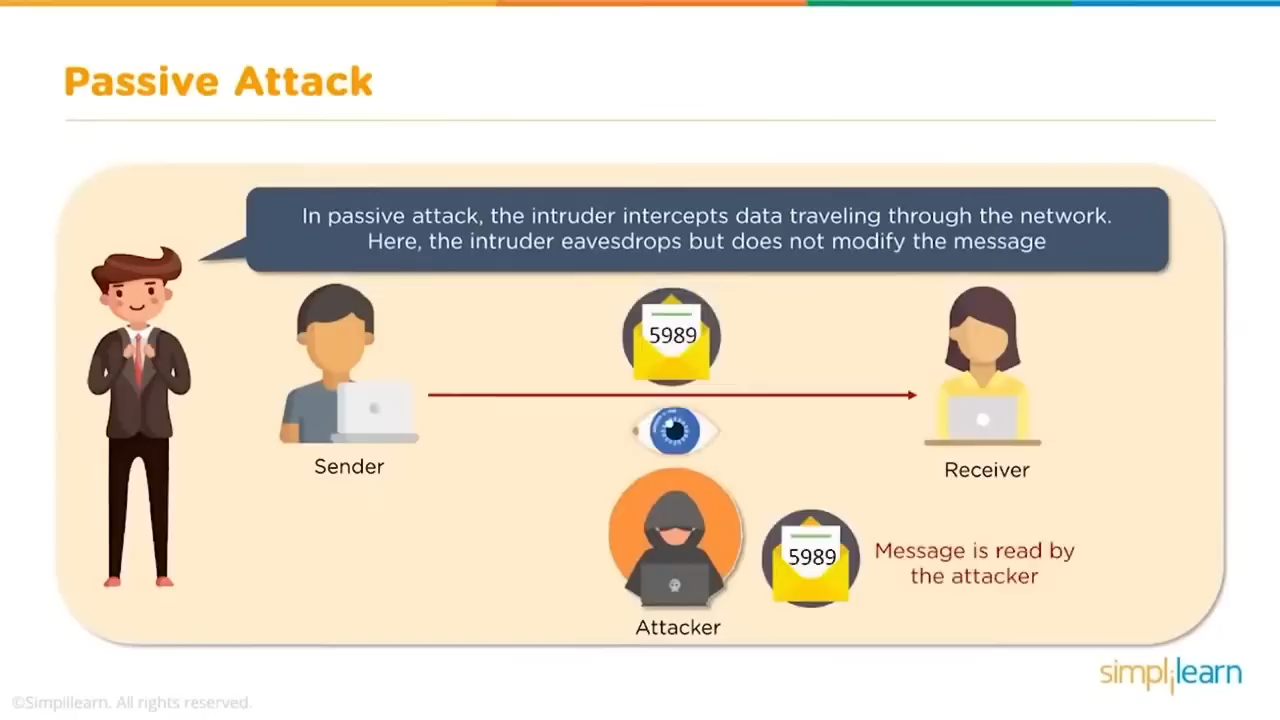 Passive Attack
In passive attack, the intruder intercepts data traveling through the network.
Here, the intruder eavesdrops but does not modify the message
5989
Sender
Receiver
5989
Message is read by
the attacker
Attacker
simplilearn
©Simplilearn. All rights reserved.